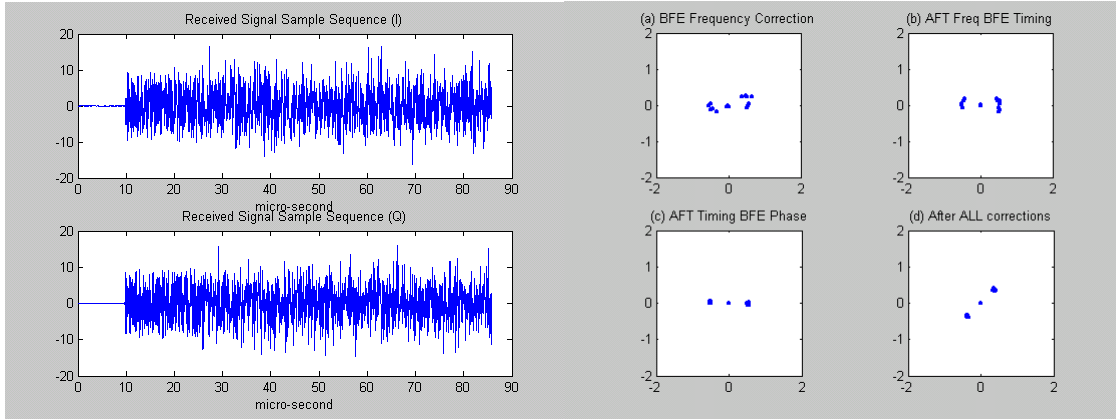 Received Signal Sample Sequence (I)
20
10
0
-10
-20
0 10 20 30 40 50 60 70 80 90
micro-second
Received Signal Sample Sequence (Q)
20
10
0
-10
-20
0 10 20 30 40 50 60 70 80 90
micro-second
(a) BFE Frequency Correction
2
1
0
-1
-2
-2 0 2
(b) AFT Freq BFE Timing
2
1
0
-1
-2
-2 0 2
(c) AFT Timing BFE Phase
2
1
0
-1
-2
-2 0 2
(d) After ALL corrections
2
1
0
-1
-2
-2 0 2